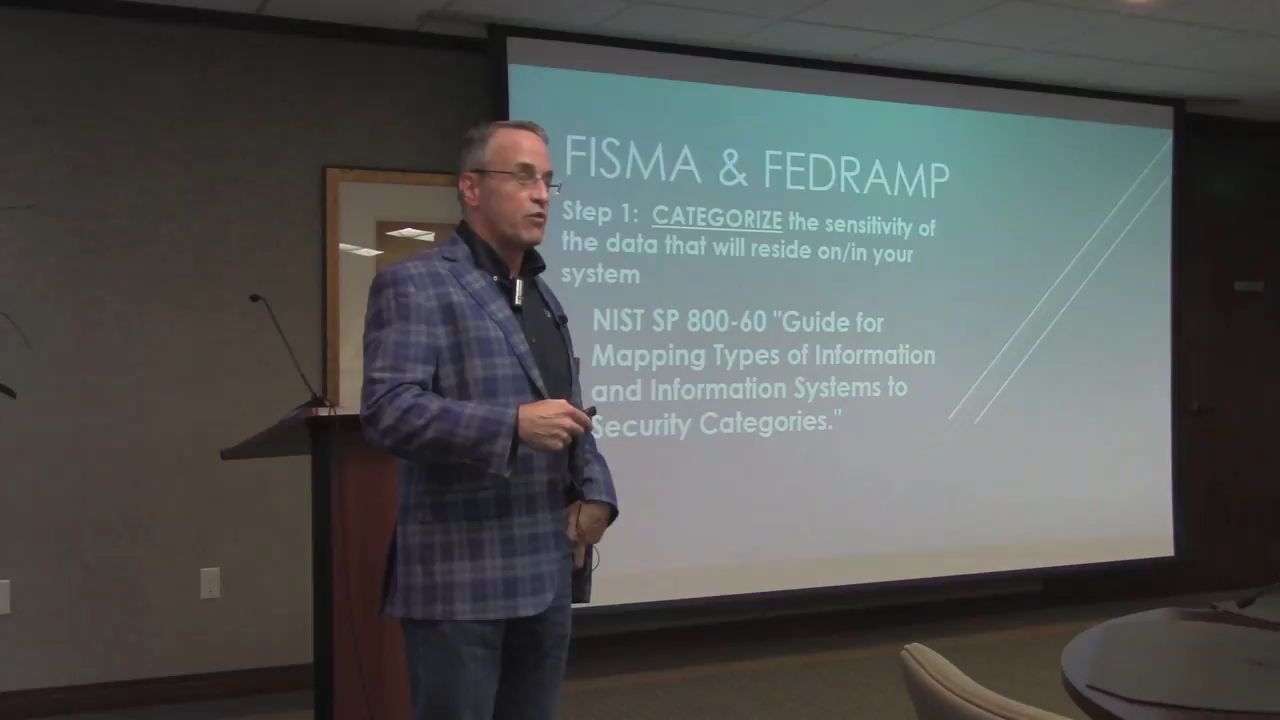 FISMA & FEDRAMP
Step 1: CATEGORIZE the sensitivity of
the data that will reside on/in your
system
NIST SP 800-60 "Guide for
Mapping Types of Information
and Information Systems to
Security Categories."